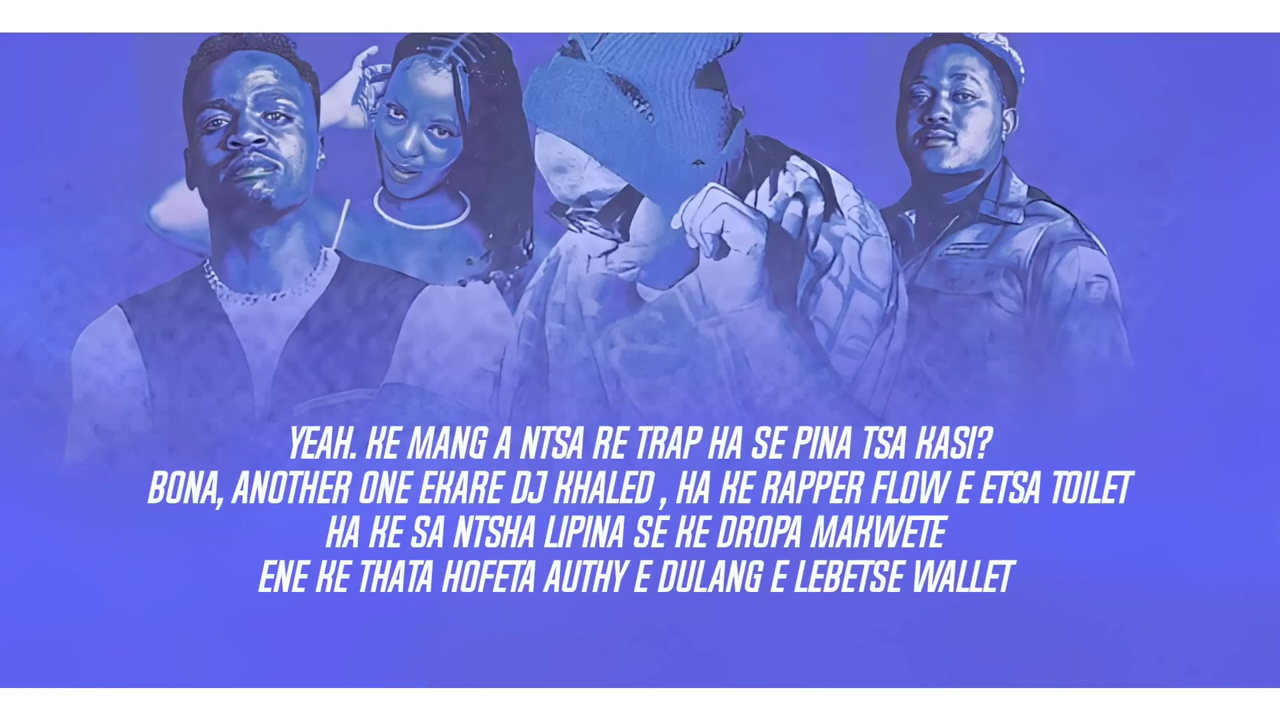 YEAH. KE MANG A NTSA RE TRAP HA SE PINA TSA KASI?
BONA, ANOTHER ONE EKARE DJ KHALED , HA KE RAPPER FLOW E ETSA TOILET
HA KE SA NTSHA LIPINA SE KE DROPA MAKWETE
ENE KE THATA HOFETA AUTHY E DULANG E LEBETSE WALLET